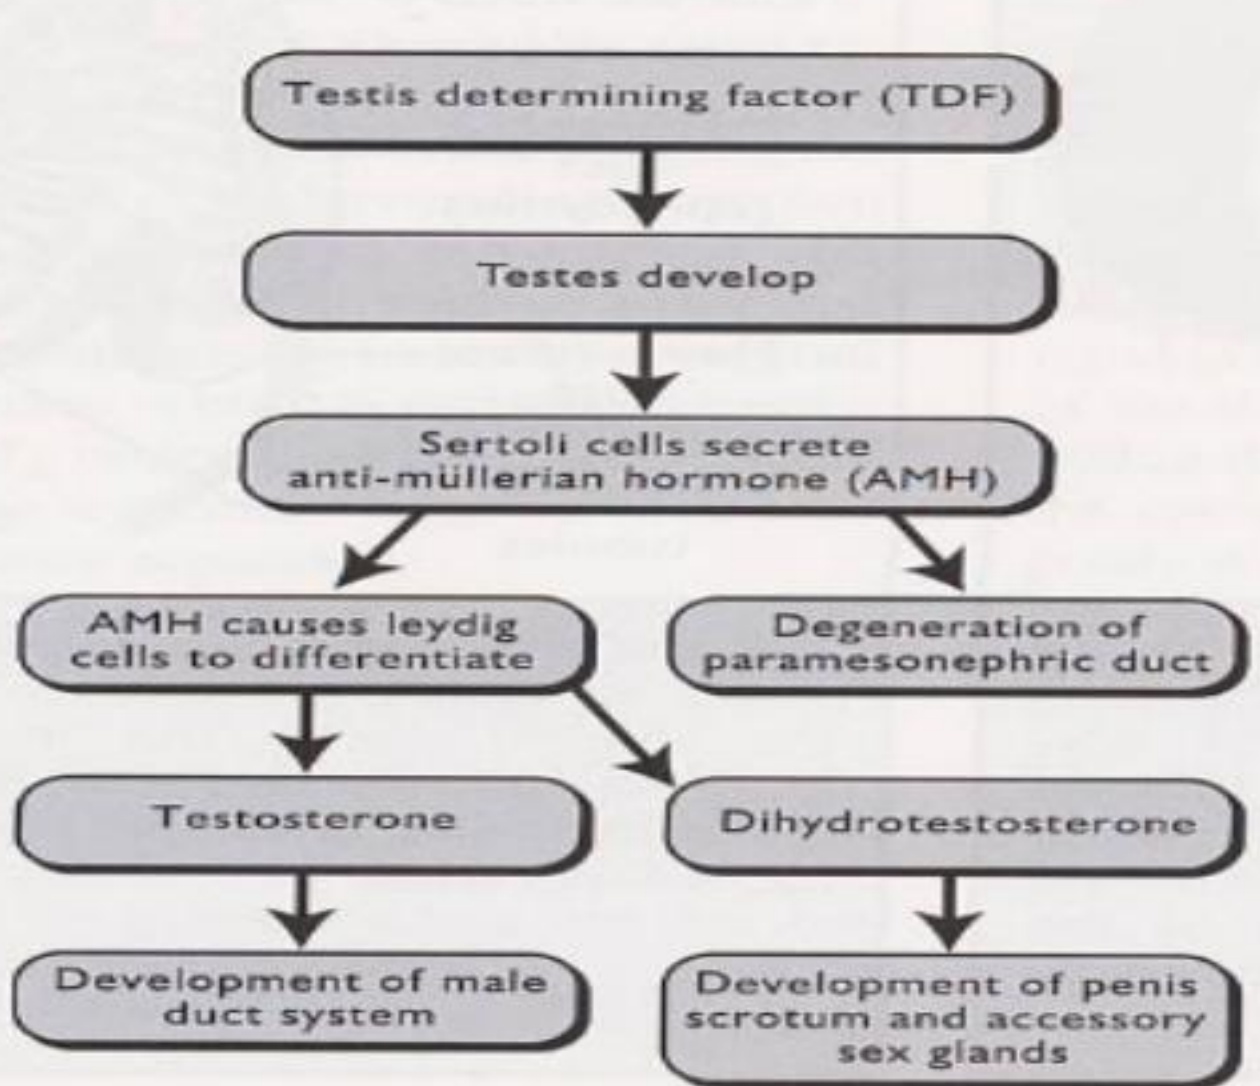 Testis determining factor (TDF)
Testes develop
Sertoli cells secrete
anti-müllerian hormone (AMH)
AMH causes leydig
cells to differentiate
Degeneration of
paramesonephric duct
Testosterone
Dihydrotestosterone
Development of male
duct system
Development of penis
scrotum and accessory
sex glands